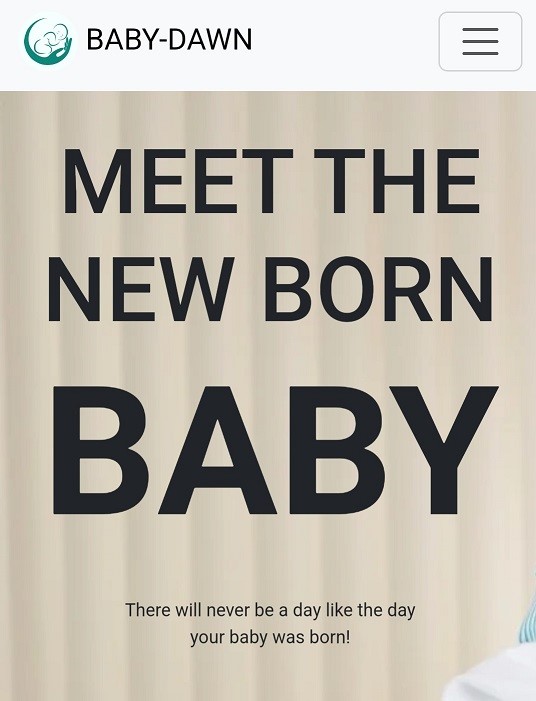 BABY-DAWN
MEET THE
NEW BORN
BABY
There will never be a day like the day
your baby was born!